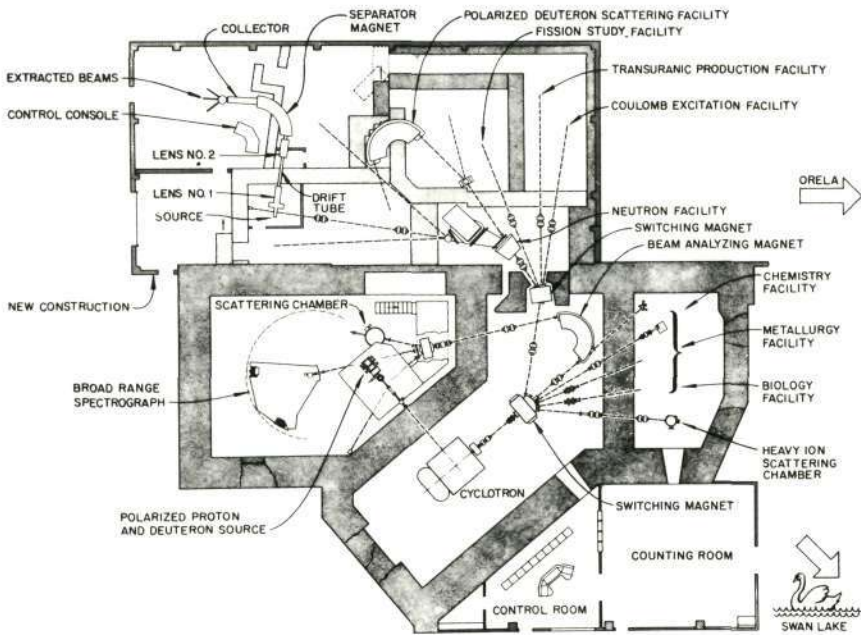 COLLECTOR
SEPARATOR
MAGNET
POLARIZED DEUTERON SCATTERING FACILITY
FISSION STUDY FACILITY
EXTRACTED BEAMS
TRANSURANIC PRODUCTION FACILITY
CONTROL CONSOLE
COULOMB EXCITATION FACILITY
LENS NO. 2
LENS NO. 1
DRIFT
TUBE
SOURCE
ORELA
NEUTRON FACILITY
SWITCHING MAGNET
BEAM ANALYZING MAGNET
NEW CONSTRUCTION
SCATTERING CHAMBER
CHEMISTRY
FACILITY
METALLURGY
FACILITY
BROAD RANGE
SPECTROGRAPH
BIOLOGY
FACILITY
HEAVY ION
SCATTERING
CHAMBER
CYCLOTRON
POLARIZED PROTON
AND DEUTERON SOURCE
SWITCHING MAGNET
COUNTING ROOM
CONTROL ROOM
SWAN LAKE